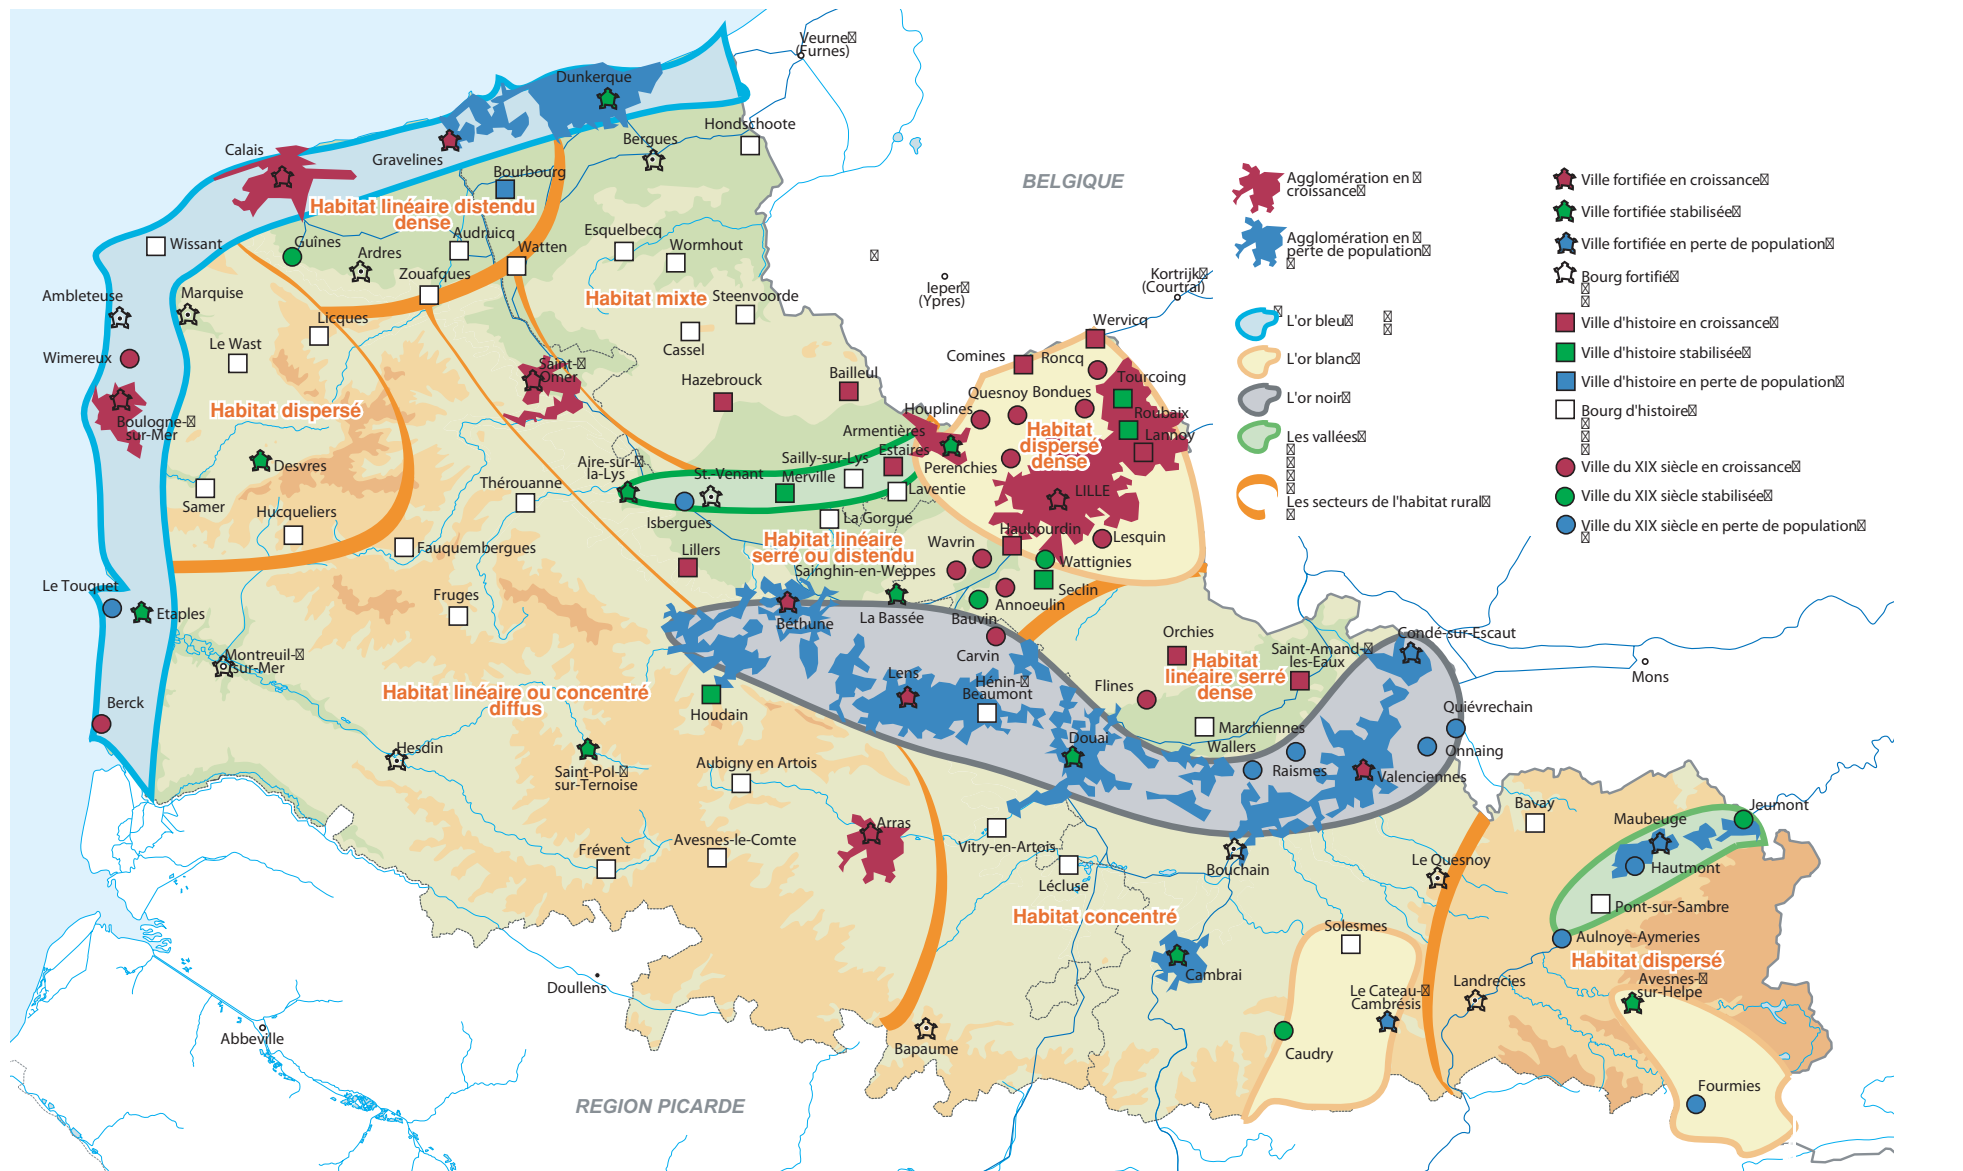 Veurne
(Furnes)
Dunkerque
Hondschoote
Bergues
Calais
Gravelines
Bourbourg
BELGIQUE
Habitat linéaire distendu
dense
Wissant
Guînes
Audruicq
Watten
Esquelbecq
Wormhout
Ardres
Zouafques
Ieper
(Ypres)
Kortrijk
(Courtrai)
Ambleteuse
Marquise
Habitat mixte
Steenvoorde
Licques
Le Wast
Cassel
Wervicq
Wimereux
Comines
Roncq
Saint-
Omer
Hazebrouck
Bailleul
Tourcoing
Quesnoy
Bondues
Habitat dispersé
Houplines
Roubaix
Boulogne-
sur-Mer
Armentières
Habitat
dispersé
dense
Lannoy
Estaires
Perenchies
Desvres
Aire-sur-
la-Lys
St.-Venant
Sailly-sur-Lys
Merville
Laventie
Thérouanne
LILLE
Samer
Hucqueliers
Isbergues
La Gorgue
Haubourdin
Lesquin
Fauquembergues
Habitat linéaire
serré ou distendu
Lillers
Wavrin
Wattignies
Sainghin-en-Weppes
Seclin
Le Touquet
Etaples
Fruges
Annoeulin
Béthune
La Bassée
Bauvin
Carvin
Orchies
Condé-sur-Escaut
Saint-Amand-
les-Eaux
Montreuil-
sur-Mer
Habitat
linéaire serré
dense
Mons
Habitat linéaire ou concentré
diffus
Lens
Hénin-
Beaumont
Flines
Berck
Houdain
Marchiennes
Quiévrechain
Hesdin
Douai
Wallers
Onnaing
Raismes
Valenciennes
Saint-Pol-
sur-Ternoise
Aubigny en Artois
Bavay
Jeumont
Arras
Maubeuge
Frévent
Avesnes-le-Comte
Vitry-en-Artois
Le Quesnoy
Bouchain
Hautmont
Lécluse
Pont-sur-Sambre
Habitat concentré
Solesmes
Aulnoye-Aymeries
Habitat dispersé
Cambrai
Landrecies
Avesnes-
sur-Helpe
Le Cateau-
Cambrésis
Doullens
Abbeville
Bapaume
Caudry
Fourmies
REGION PICARDE
Agglomération en
croissance
Agglomération en
perte de population
L'or bleu
L'or blanc
L'or noir
Les vallées
Les secteurs de l'habitat rural
Ville fortifiée en croissance
Ville fortifiée stabilisée
Ville fortifiée en perte de population
Bourg fortifié
Ville d'histoire en croissance
Ville d'histoire stabilisée
Ville d'histoire en perte de population
Bourg d'histoire
Ville du XIX siècle en croissance
Ville du XIX siècle stabilisée
Ville du XIX siècle en perte de population